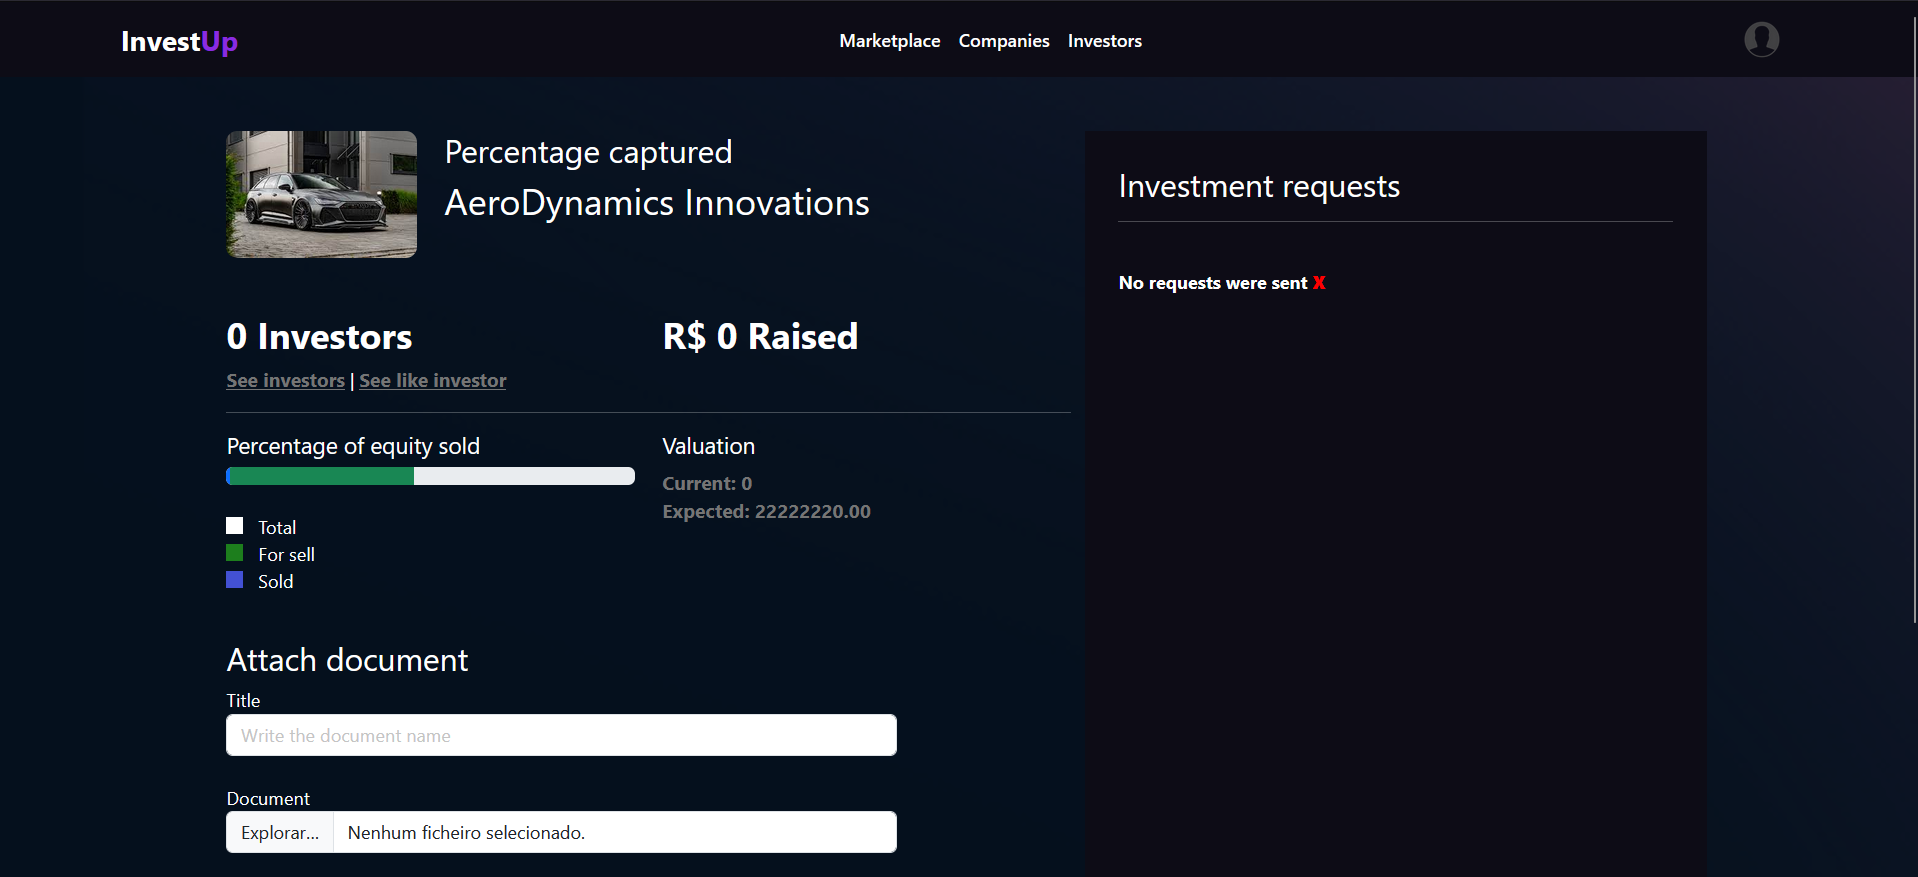 InvestUp
Marketplace Companies Investors
Percentage captured
AeroDynamics Innovations
0 Investors
R$ 0 Raised
See investors | See like investor
Percentage of equity sold
Valuation
Current: 0
Expected: 22222220.00
Total
For sell
Sold
Attach document
Title
Write the document name
Document
Explorar... Nenhum ficheiro selecionado.
Investment requests
No requests were sent X